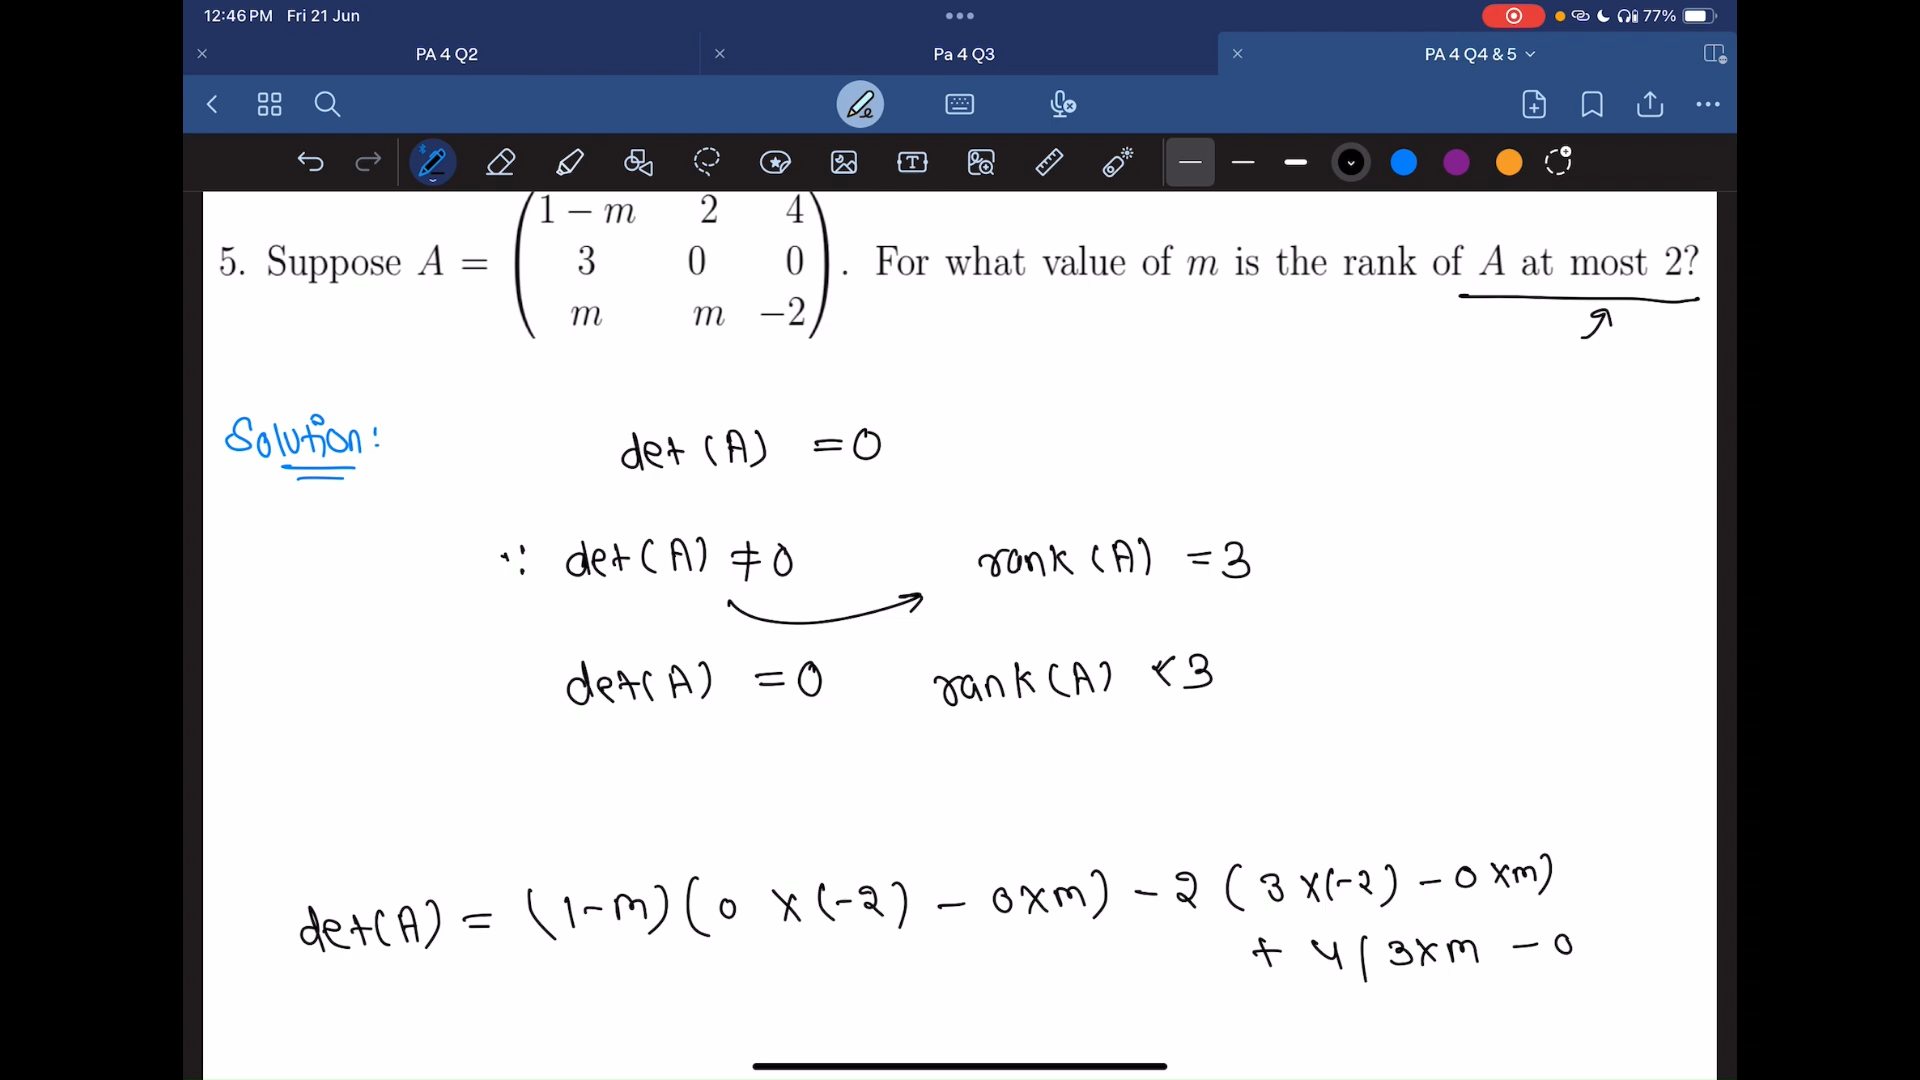 12:46 PM Fri 21 Jun 77%
PA 4 Q2 Pa 4 Q3 PA 4 Q4 & 5
5. Suppose A = (1 − m 2 4
3 0 0
m m −2). For what value of m is the rank of A at most 2?
Solution:
det (A) = 0
∵ det (A) ≠ 0 rank (A) = 3
det(A) = 0 rank (A) < 3
det(A) = (1-m) (0 × (-2) - 0×m) - 2 (3 ×(-2) - 0 ×m)
+ 4 ( 3×m - 0